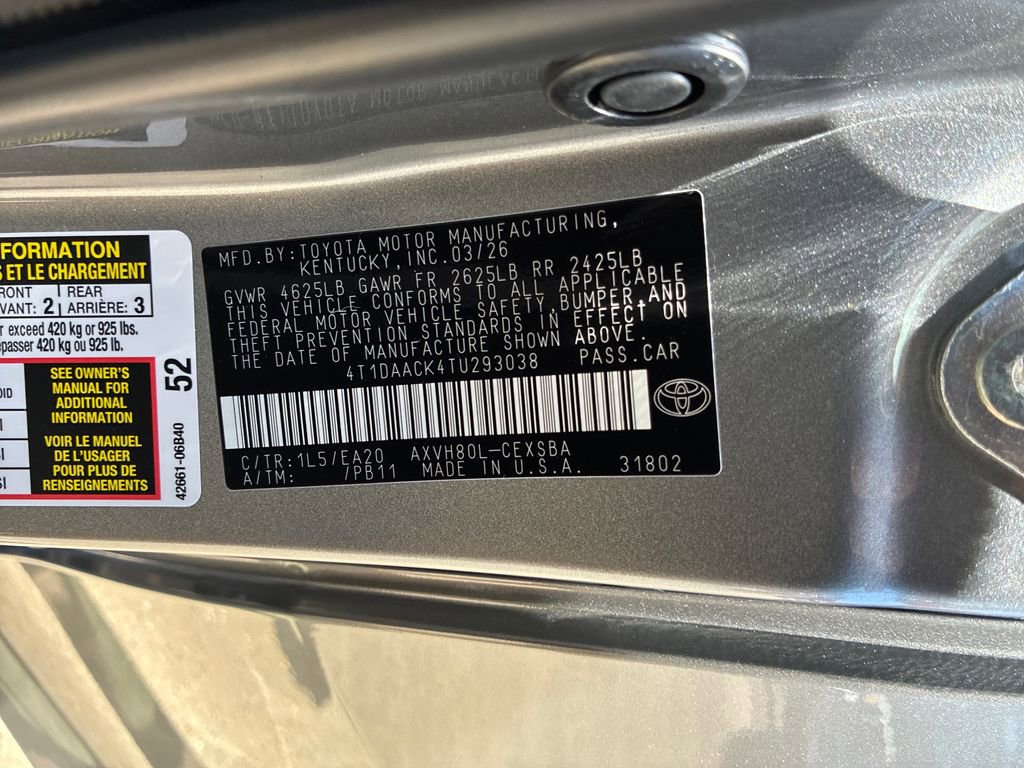 FORMATION
S ET LE CHARGEMENT
FRONT 2 REAR 3
VANT: ARRIÈRE:
r exceed 420 kg or 925 lbs.
épasser 420 kg ou 925 lb.
SEE OWNER'S
MANUAL FOR
ADDITIONAL
INFORMATION
VOIR LE MANUEL
DE L'USAGER
POUR PLUS DE
RENSEIGNEMENTS
52
42661-06B40
MFD.BY:TOYOTA MOTOR MANUFACTURING,
KENTUCKY,INC.03/26
GVWR 4625LB GAWR FR 2625LB RR 2425LB
THIS VEHICLE CONFORMS TO ALL APPLICABLE
FEDERAL MOTOR VEHICLE SAFETY,BUMPER,AND
THEFT PREVENTION STANDARDS IN EFFECT ON
THE DATE OF MANUFACTURE SHOWN ABOVE.
4T1DAACK4TU293038 PASS.CAR
C/TR:1L5/EA20 AXVH80L-CEXSBA
A/TM: /PB11 MADE IN U.S.A. 31802